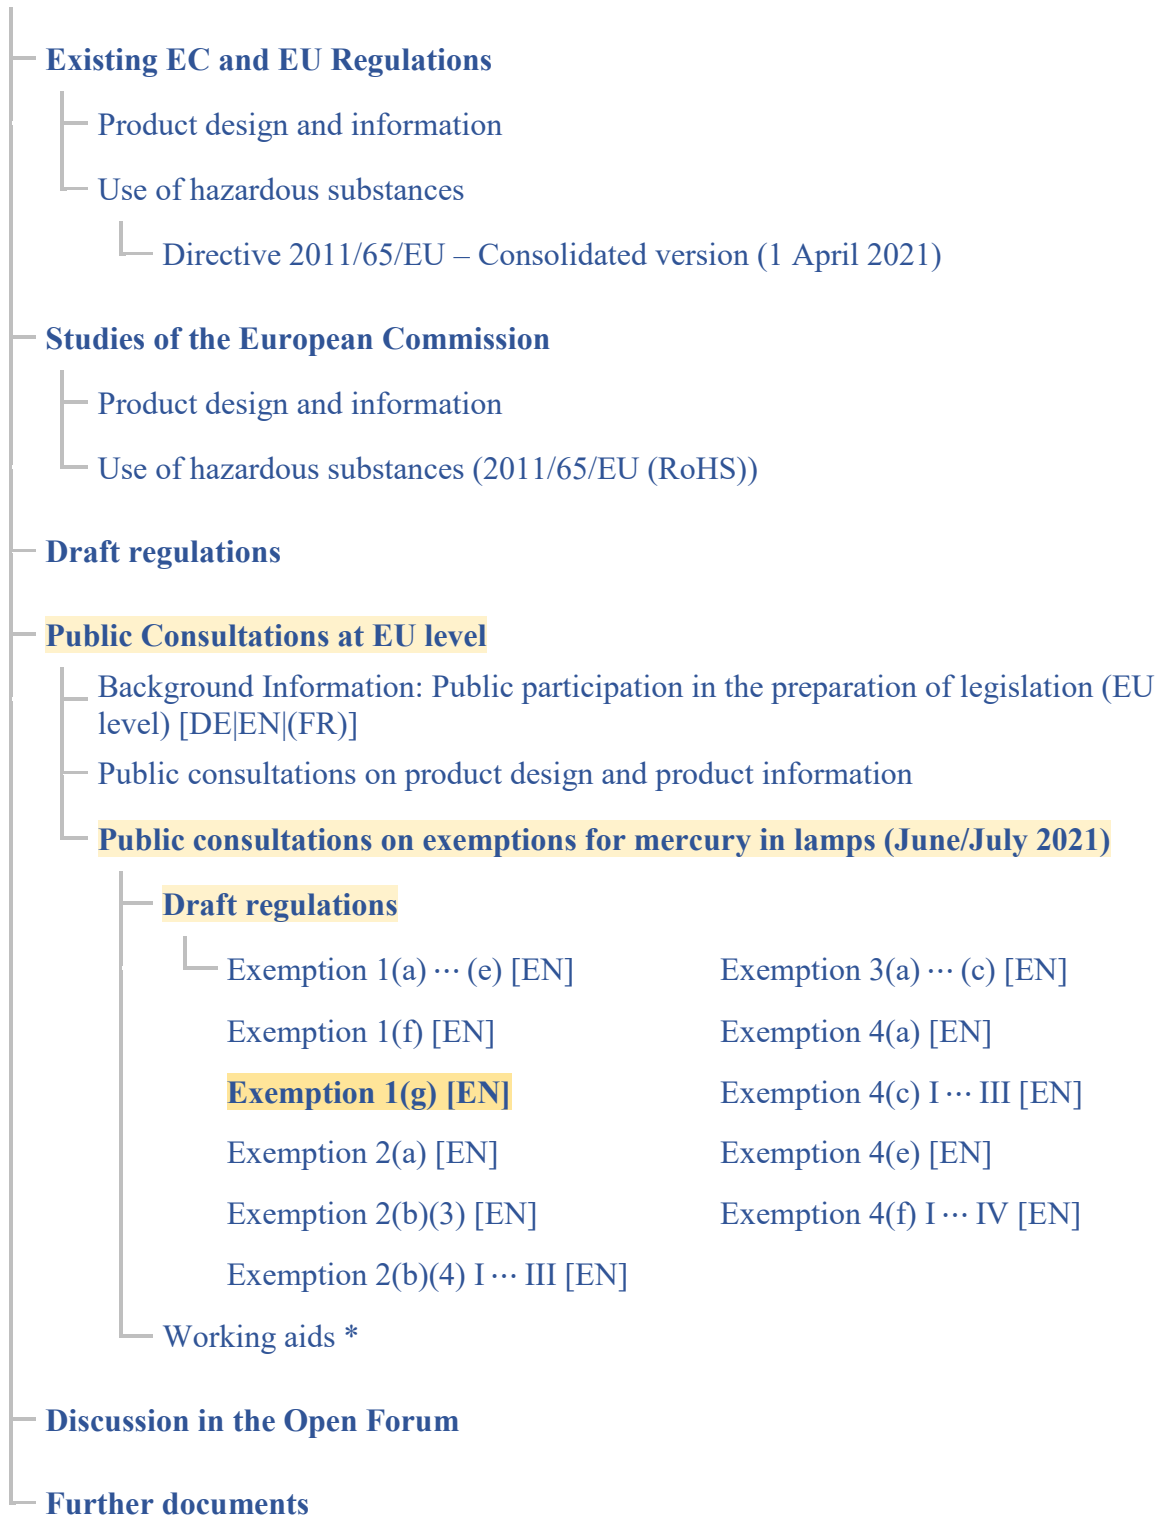 Existing EC and EU Regulations
Product design and information
Use of hazardous substances
Directive 2011/65/EU – Consolidated version (1 April 2021)
Studies of the European Commission
Product design and information
Use of hazardous substances (2011/65/EU (RoHS))
Draft regulations
Public Consultations at EU level
Background Information: Public participation in the preparation of legislation (EU
level) [DE|EN|(FR)]
Public consultations on product design and product information
Public consultations on exemptions for mercury in lamps (June/July 2021)
Draft regulations
Exemption 1(a) ··· (e) [EN]
Exemption 1(f) [EN]
Exemption 1(g) [EN]
Exemption 2(a) [EN]
Exemption 2(b)(3) [EN]
Exemption 2(b)(4) I ··· III [EN]
Exemption 3(a) ··· (c) [EN]
Exemption 4(a) [EN]
Exemption 4(c) I ··· III [EN]
Exemption 4(e) [EN]
Exemption 4(f) I ··· IV [EN]
Working aids *
Discussion in the Open Forum
Further documents